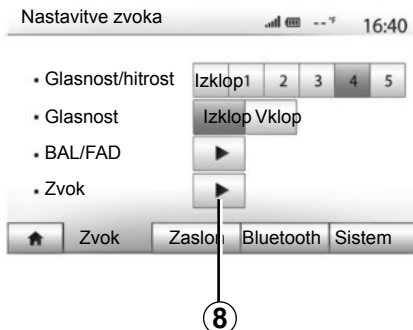 Nastavitve zvoka --°F 16:40
Glasnost/hitrost Izklop 1 2 3 4 5
Glasnost Izklop Vklop
BAL/FAD
Zvok
Zvok Zaslon Bluetooth Sistem
8